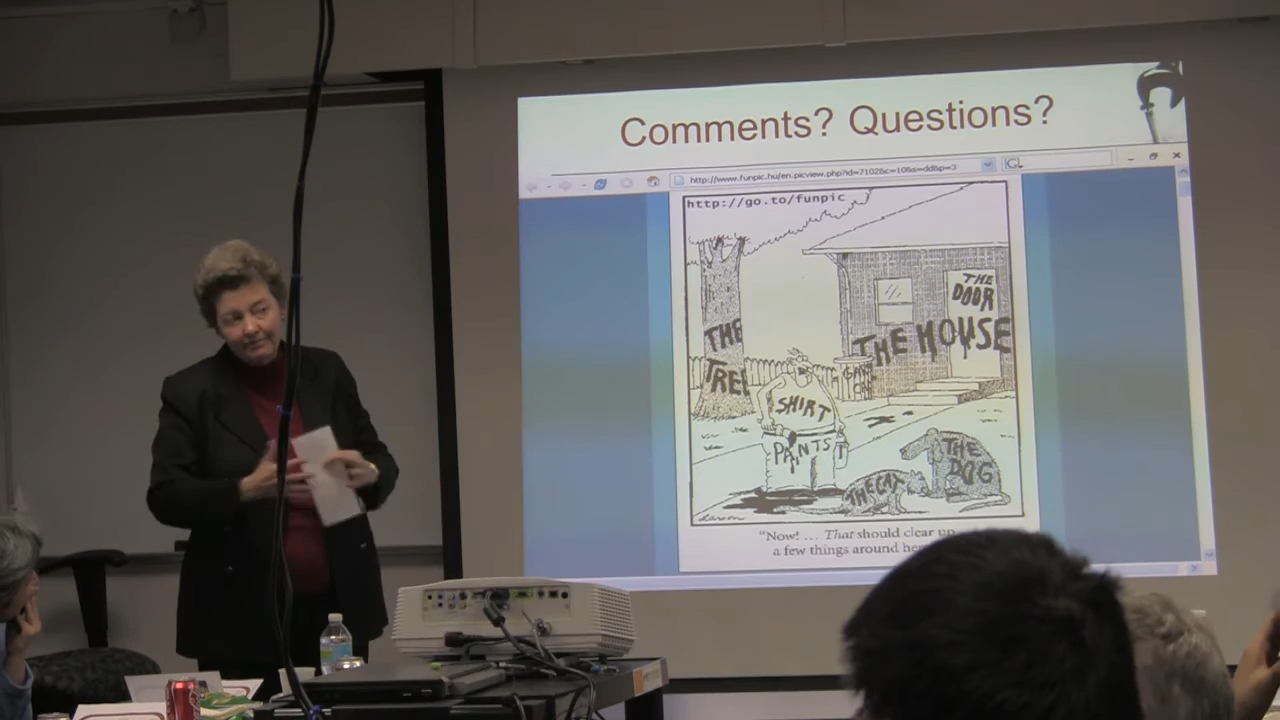 Comments? Questions?
http://www.funpic.hu/en.picview.php?id=7102&c=10&s=dd&p=3
http://go.to/funpic
THE
DOOR
THE HOUSE
THE
TREE
SHIRT
PANTS
THE
DOG
THE CAT
Larson
"Now! ... That should clear up
a few things around